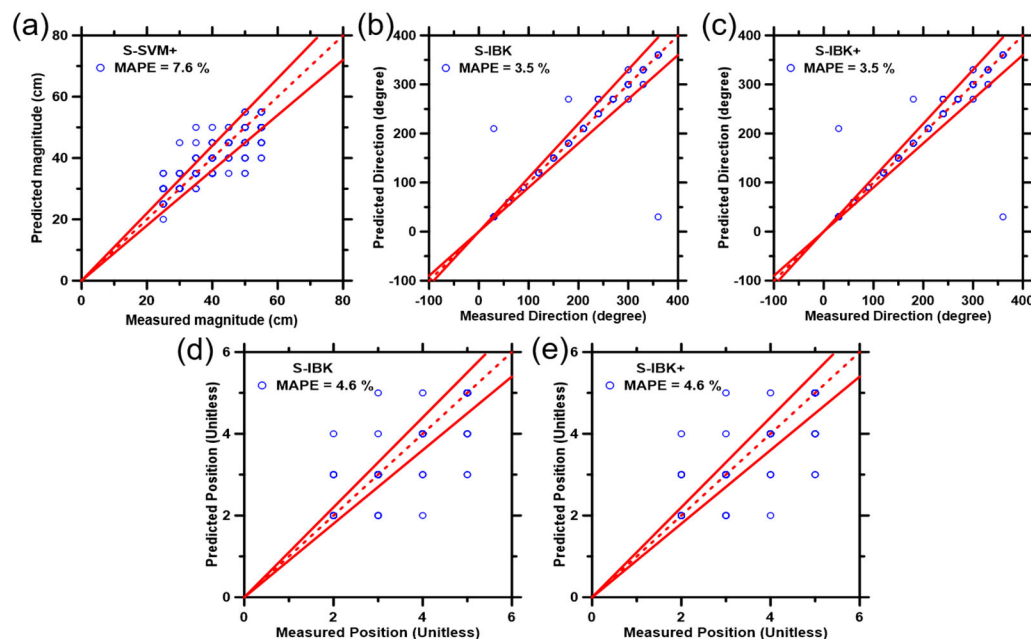 (a)
80
60
40
20
0
Predicted magnitude (cm)
S-SVM+
MAPE = 7.6 %
0 20 40 60 80
Measured magnitude (cm)
(b)
400
300
200
100
0
-100
Predicted Direction (degree)
S-IBK
MAPE = 3.5 %
-100 0 100 200 300 400
Measured Direction (degree)
(c)
400
300
200
100
0
-100
Predicted Direction (degree)
S-IBK+
MAPE = 3.5 %
-100 0 100 200 300 400
Measured Direction (degree)
(d)
6
4
2
0
Predicted Position (Unitless)
S-IBK
MAPE = 4.6 %
0 2 4 6
Measured Position (Unitless)
(e)
6
4
2
0
Predicted Position (Unitless)
S-IBK+
MAPE = 4.6 %
0 2 4 6
Measured Position (Unitless)